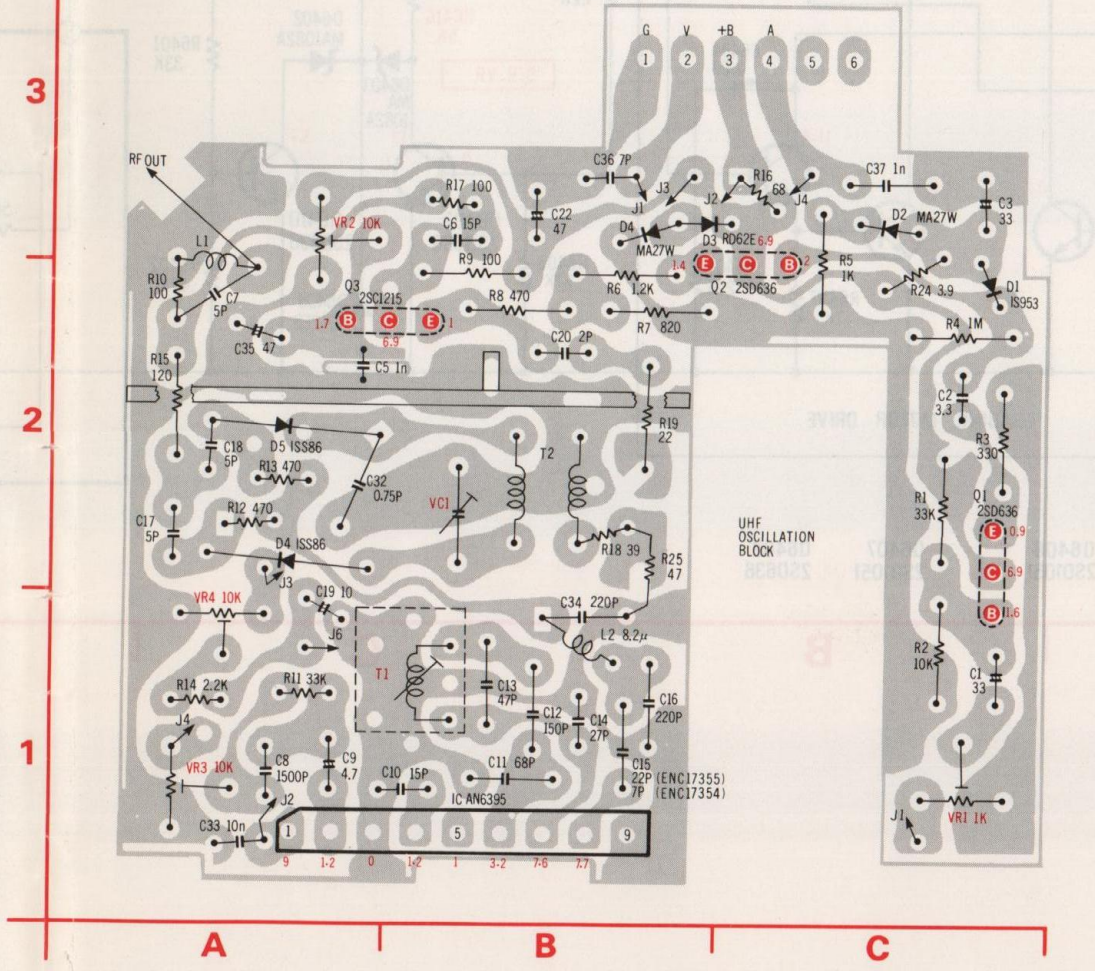 G V +B A
1 2 3 4 5 6
3
RF OUT
C36 7P
C37 1n
R16
68
R17 100
J3
J1
J2
J4
VR2 10K
C6 15P
C22
47
D4
MA27W
D3 RD62E
6.9
D2 MA27W
C3
33
L1
R9 100
1.4 E C B 2
Q2 2SD636
R5
1K
R10
100
C7
5P
R6 1.2K
R24 3.9
D1
IS953
Q3
2SC1215
R8 470
1.7 B C E 1
6.9
R7 820
C35 47
R4 1M
C20 2P
R15
120
C5 1n
C2
3.3
2
C18
5P
D5 ISS86
R19
22
T2
R3
330
R13 470
C32
0.75P
VC1
R1
33K
Q1
2SD636
C17
5P
R12 470
UHF
OSCILLATION
BLOCK
E 0.9
C 6.9
B 1.6
D4 ISS86
R18 39
R25
47
J3
VR4 10K
C19 10
C34 220P
J6
L2 8.2μ
R2
10K
T1
C1
33
R14 2.2K
R11 33K
C13
47P
C12
150P
C14
27P
C16
220P
J4
1
VR3 10K
C8
1500P
C9
4.7
C10 15P
C11 68P
C15
22P (ENC17355)
7P (ENC17354)
J2
IC AN6395
C33 10n
J1
VR1 1K
1 5 9
9 1.2 0 1.2 1 3.2 7.6 7.7
A B C